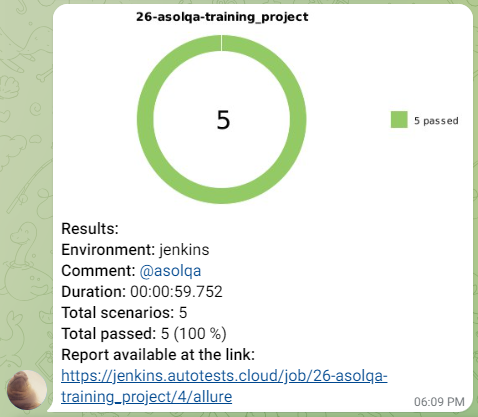 26-asolqa-training_project
5
5 passed
Results:
Environment: jenkins
Comment: @asolqa
Duration: 00:00:59.752
Total scenarios: 5
Total passed: 5 (100 %)
Report available at the link:
https://jenkins.autotests.cloud/job/26-asolqa-
training_project/4/allure
06:09 PM